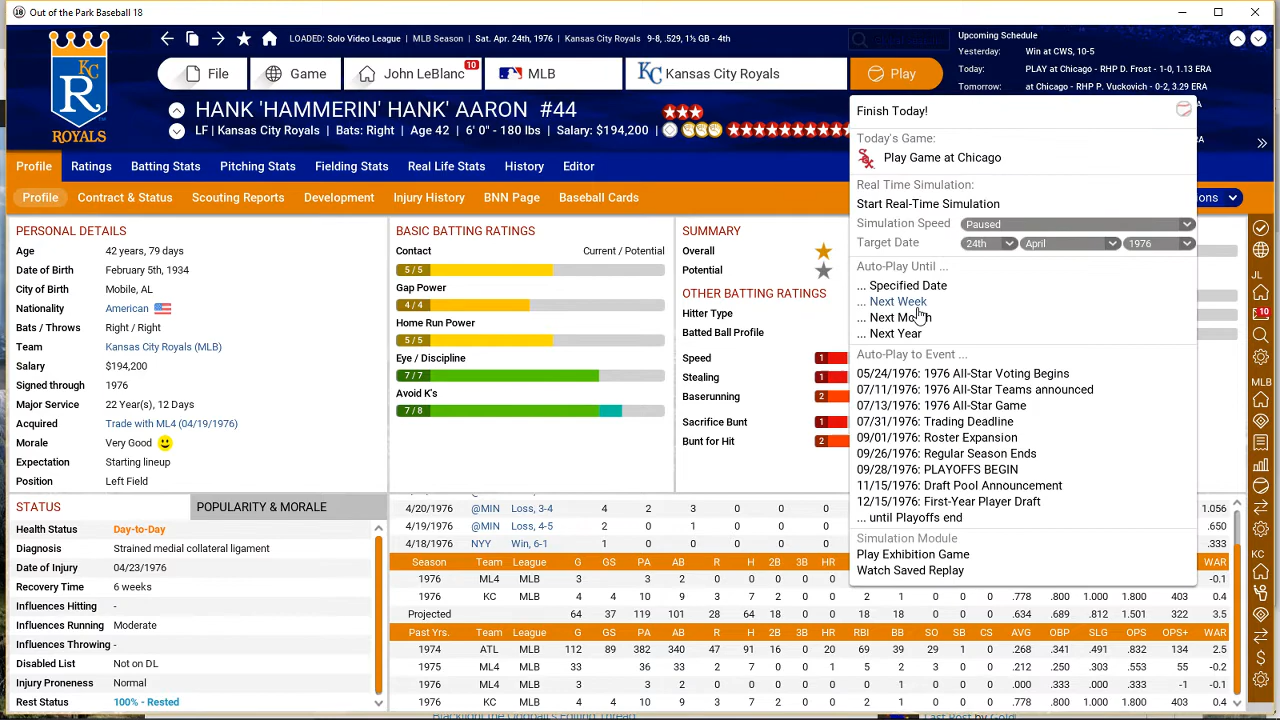 Out of the Park Baseball 18
LOADED: Solo Video League | MLB Season | Sat. Apr. 24th, 1976 | Kansas City Royals 9-8, .529, 1½ GB - 4th
Upcoming Schedule
Yesterday: Win at CWS, 10-5
Today: PLAY at Chicago - RHP D. Frost - 1-0, 1.13 ERA
Tomorrow: at Chicago - RHP P. Vuckovich - 0-2, 3.29 ERA
KC R ROYALS
File Game John LeBlanc 10 MLB KC Kansas City Royals Play
HANK 'HAMMERIN' HANK' AARON #44
LF | Kansas City Royals | Bats: Right | Age 42 | 6' 0" - 180 lbs | Salary: $194,200
Profile Ratings Batting Stats Pitching Stats Fielding Stats Real Life Stats History Editor
Profile Contract & Status Scouting Reports Development Injury History BNN Page Baseball Cards
ons
Finish Today!
Today's Game:
Play Game at Chicago
Real Time Simulation:
Start Real-Time Simulation
Simulation Speed Paused
Target Date 24th April 1976
Auto-Play Until ...
... Specified Date
... Next Week
... Next Month
... Next Year
Auto-Play to Event ...
05/24/1976: 1976 All-Star Voting Begins
07/11/1976: 1976 All-Star Teams announced
07/13/1976: 1976 All-Star Game
07/31/1976: Trading Deadline
09/01/1976: Roster Expansion
09/26/1976: Regular Season Ends
09/28/1976: PLAYOFFS BEGIN
11/15/1976: Draft Pool Announcement
12/15/1976: First-Year Player Draft
... until Playoffs end
Simulation Module
Play Exhibition Game
Watch Saved Replay
PERSONAL DETAILS
Age 42 years, 79 days
Date of Birth February 5th, 1934
City of Birth Mobile, AL
Nationality American
Bats / Throws Right / Right
Team Kansas City Royals (MLB)
Salary $194,200
Signed through 1976
Major Service 22 Year(s), 12 Days
Acquired Trade with ML4 (04/19/1976)
Morale Very Good
Expectation Starting lineup
Position Left Field
BASIC BATTING RATINGS
Contact Current / Potential
5 / 5
Gap Power
4 / 4
Home Run Power
5 / 5
Eye / Discipline
7 / 7
Avoid K's
7 / 8
SUMMARY
Overall
Potential
OTHER BATTING RATINGS
Hitter Type
Batted Ball Profile
Speed 1
Stealing 1
Baserunning 2
Sacrifice Bunt 1
Bunt for Hit 2
JL
10
MLB
KC
STATUS POPULARITY & MORALE
Health Status Day-to-Day
Diagnosis Strained medial collateral ligament
Date of Injury 04/23/1976
Recovery Time 6 weeks
Influences Hitting -
Influences Running Moderate
Influences Throwing -
Disabled List Not on DL
Injury Proneness Normal
Rest Status 100% - Rested
4/20/1976 @MIN Loss, 3-4 4 2 3 0 0 0 1.056
4/19/1976 @MIN Loss, 4-5 2 0 1 0 0 0 .650
4/18/1976 NYY Win, 6-1 1 0 0 0 0 0 .333
Season Team League G GS PA AB R H 2B 3B HR WAR
1976 ML4 MLB 3 3 2 0 0 0 0 0 -0.1
1976 KC MLB 4 4 10 9 3 7 2 0 0 2 1 0 0 0 .778 .800 1.000 1.800 403 0.4
Projected 64 37 119 101 28 64 18 0 0 18 18 0 0 0 .634 .689 .812 1.501 322 3.5
Past Yrs. Team League G GS PA AB R H 2B 3B HR RBI BB SO SB CS AVG OBP SLG OPS OPS+ WAR
1974 ATL MLB 112 89 382 340 47 91 16 0 20 69 39 29 1 0 .268 .341 .491 .832 134 2.5
1975 ML4 MLB 33 36 33 2 7 0 0 1 5 2 3 0 0 .212 .250 .303 .553 55 -0.2
1976 ML4 MLB 3 3 2 0 0 0 0 0 0 1 0 0 0 .000 .333 .000 .333 -1 -0.1
1976 KC MLB 4 4 10 9 3 7 2 0 0 2 1 0 0 0 .778 .800 1.000 1.800 403 0.4